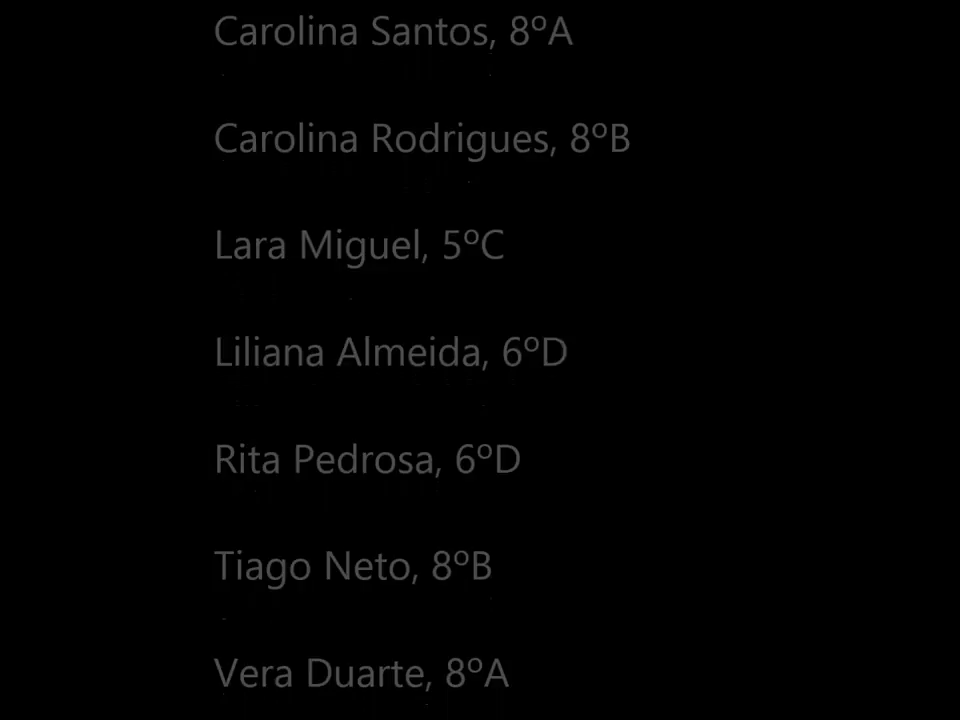 Carolina Santos, 8ºA
Carolina Rodrigues, 8ºB
Lara Miguel, 5ºC
Liliana Almeida, 6ºD
Rita Pedrosa, 6ºD
Tiago Neto, 8ºB
Vera Duarte, 8ºA